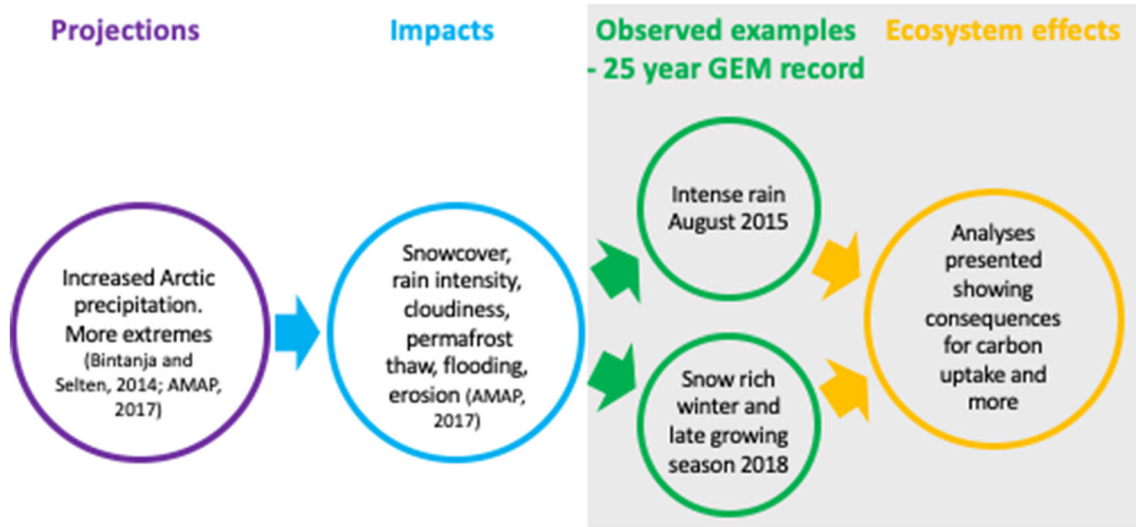 Projections
Impacts
Observed examples
- 25 year GEM record
Ecosystem effects
Increased Arctic
precipitation.
More extremes
(Bintanja and
Selten, 2014; AMAP,
2017)
Snowcover,
rain intensity,
cloudiness,
permafrost
thaw, flooding,
erosion (AMAP,
2017)
Intense rain
August 2015
Snow rich
winter and
late growing
season 2018
Analyses
presented
showing
consequences
for carbon
uptake and
more